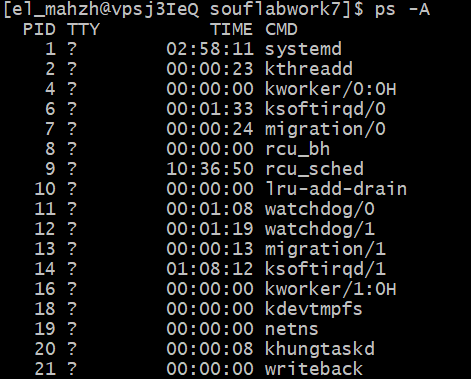 [el_mahzh@vpsj3IeQ souflabwork7]$ ps -A
PID TTY TIME CMD
1 ? 02:58:11 systemd
2 ? 00:00:23 kthreadd
4 ? 00:00:00 kworker/0:0H
6 ? 00:01:33 ksoftirqd/0
7 ? 00:00:24 migration/0
8 ? 00:00:00 rcu_bh
9 ? 10:36:50 rcu_sched
10 ? 00:00:00 lru-add-drain
11 ? 00:01:08 watchdog/0
12 ? 00:01:19 watchdog/1
13 ? 00:00:13 migration/1
14 ? 01:08:12 ksoftirqd/1
16 ? 00:00:00 kworker/1:0H
18 ? 00:00:00 kdevtmpfs
19 ? 00:00:00 netns
20 ? 00:00:08 khungtaskd
21 ? 00:00:00 writeback